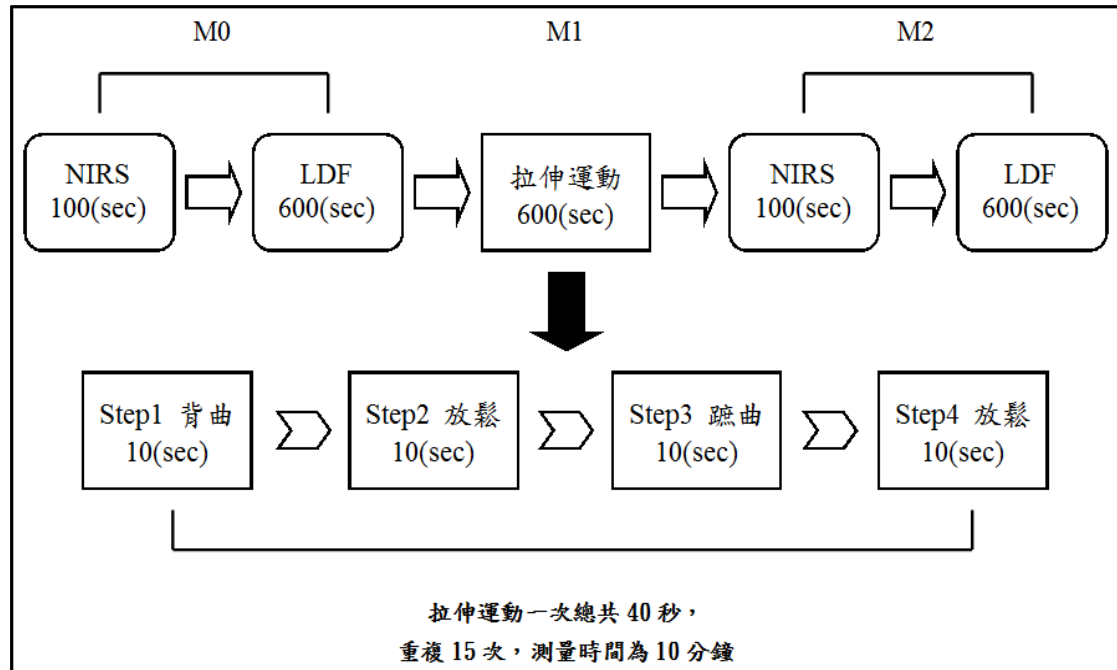 M0 M1 M2
NIRS
100(sec)
LDF
600(sec)
拉伸運動
600(sec)
NIRS
100(sec)
LDF
600(sec)
Step1 背曲
10(sec)
Step2 放鬆
10(sec)
Step3 蹠曲
10(sec)
Step4 放鬆
10(sec)
拉伸運動一次總共 40 秒，
重複 15 次，測量時間為 10 分鐘